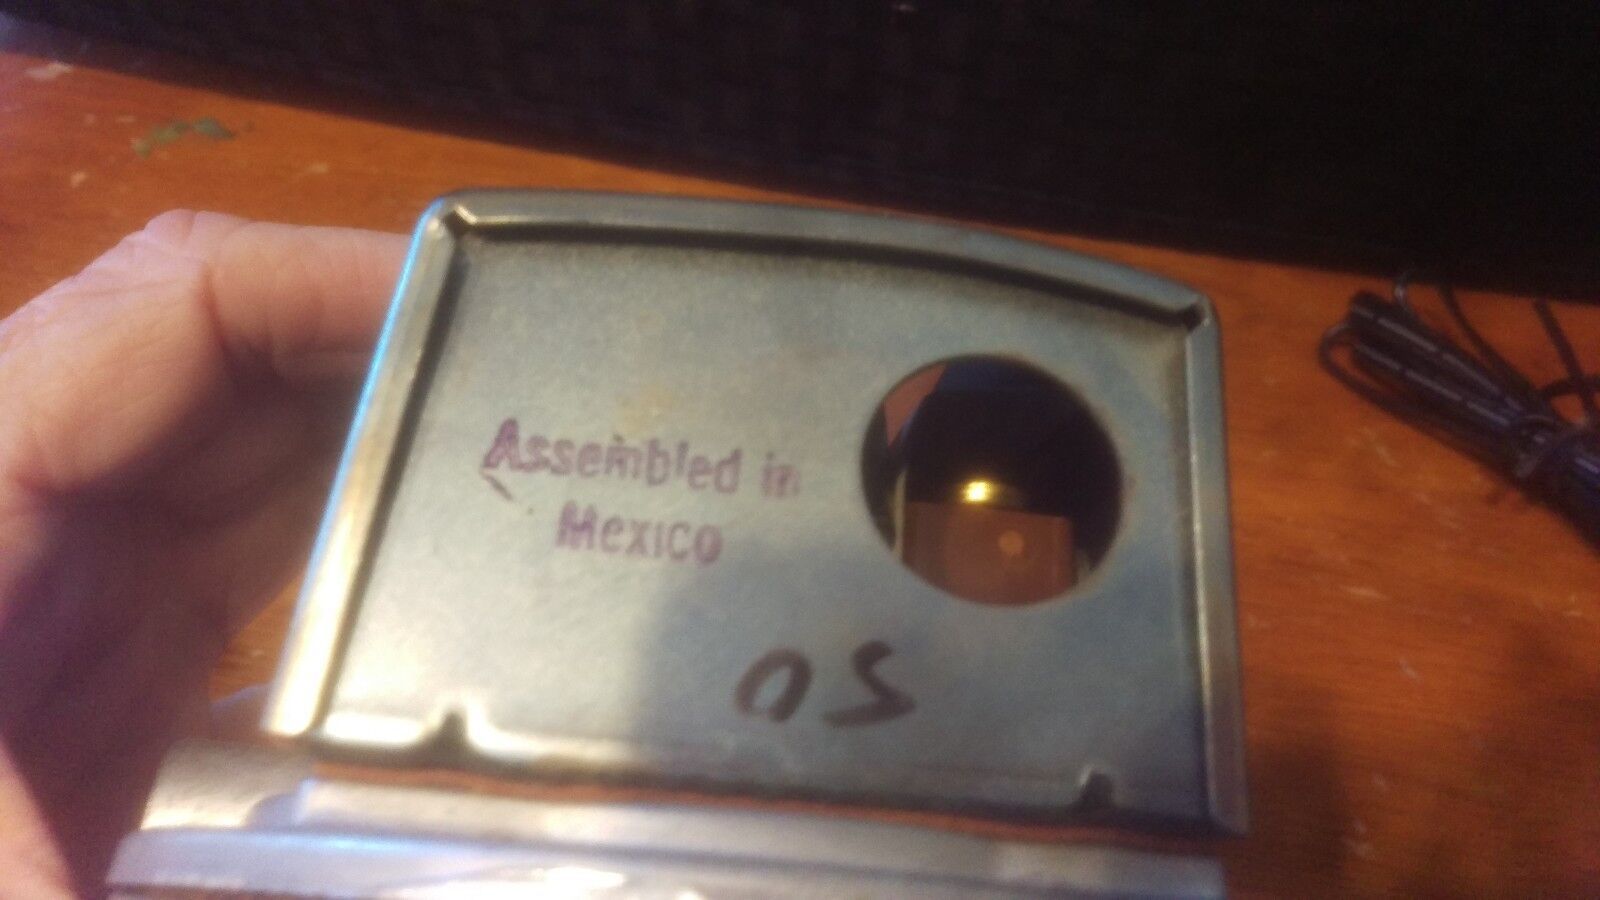 Assembled in
Mexico
OS